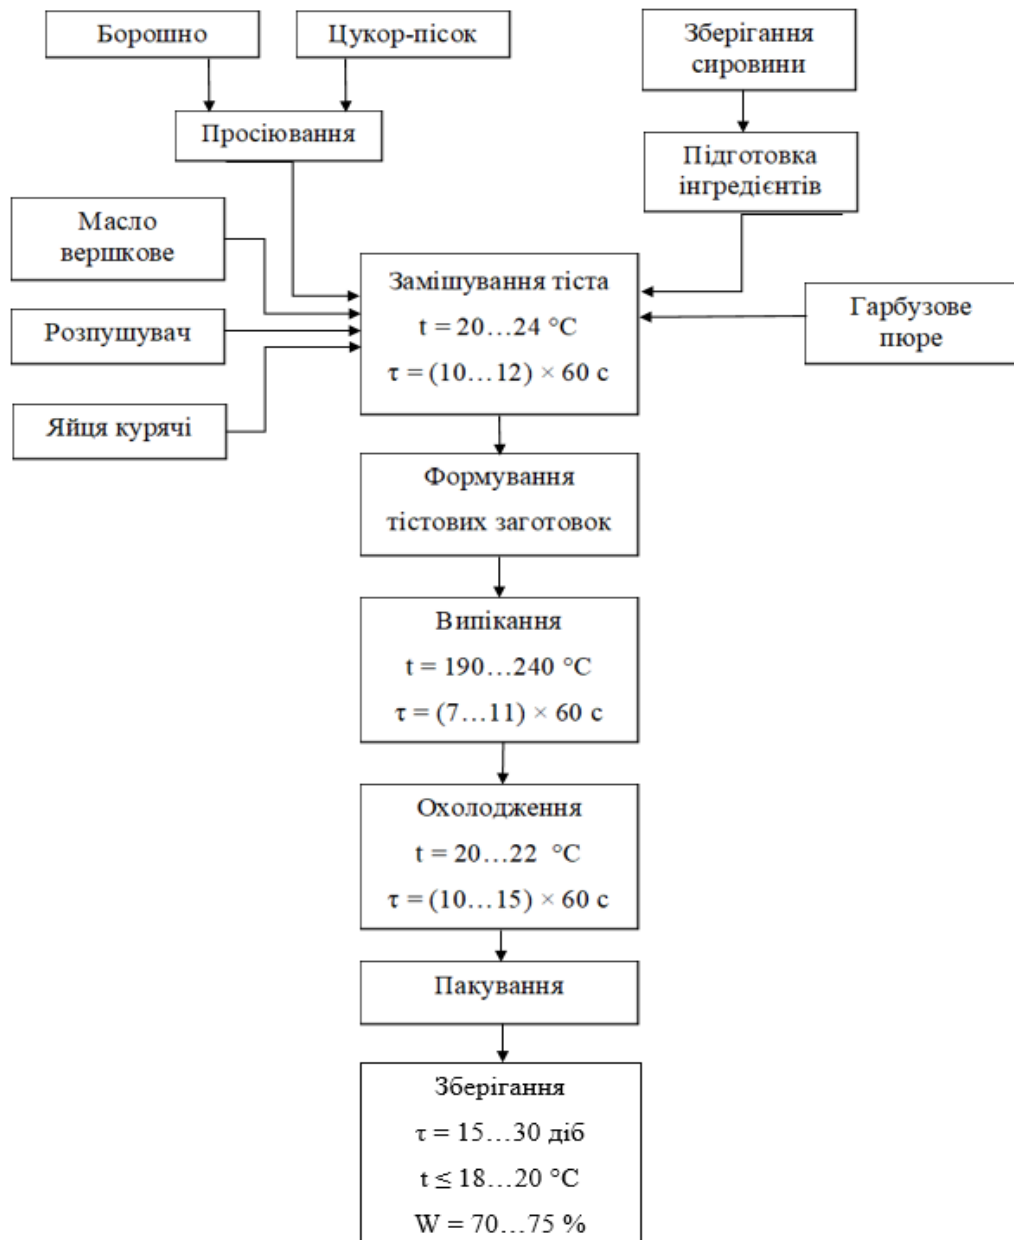 Борошно
Цукор-пісок
Зберігання
сировини
Просіювання
Підготовка
інгредієнтів
Масло
вершкове
Розпушувач
Яйця курячі
Замішування тіста
t = 20…24 °C
τ = (10…12) × 60 с
Гарбузове
пюре
Формування
тістових заготовок
Випікання
t = 190…240 °C
τ = (7…11) × 60 с
Охолодження
t = 20…22 °C
τ = (10…15) × 60 с
Пакування
Зберігання
τ = 15…30 діб
t ≤ 18…20 °C
W = 70…75 %